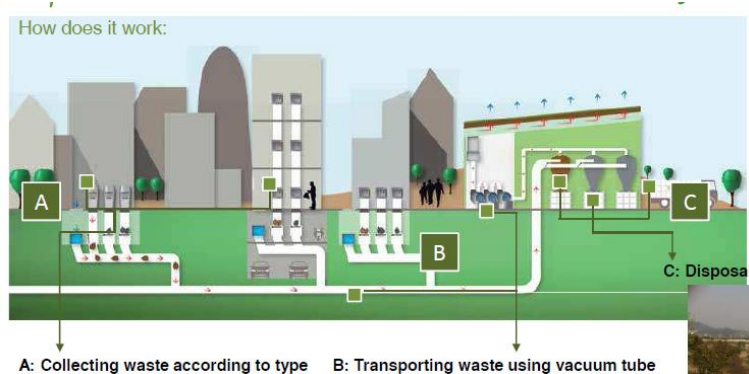 How does it work:
A
B
C
C: Disposa
A: Collecting waste according to type
B: Transporting waste using vacuum tube